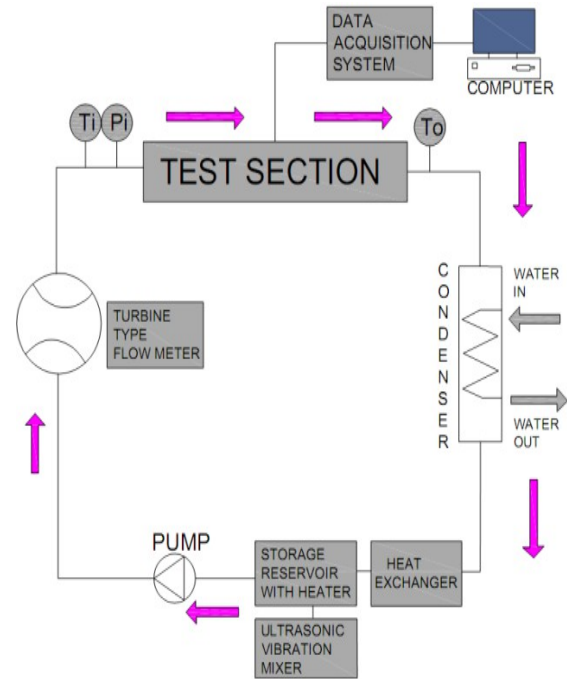 DATA
ACQUISITION
SYSTEM
COMPUTER
Ti
Pi
To
TEST SECTION
CONDENSER
WATER
IN
WATER
OUT
TURBINE
TYPE
FLOW METER
PUMP
STORAGE
RESERVOIR
WITH HEATER
HEAT
EXCHANGER
ULTRASONIC
VIBRATION
MIXER